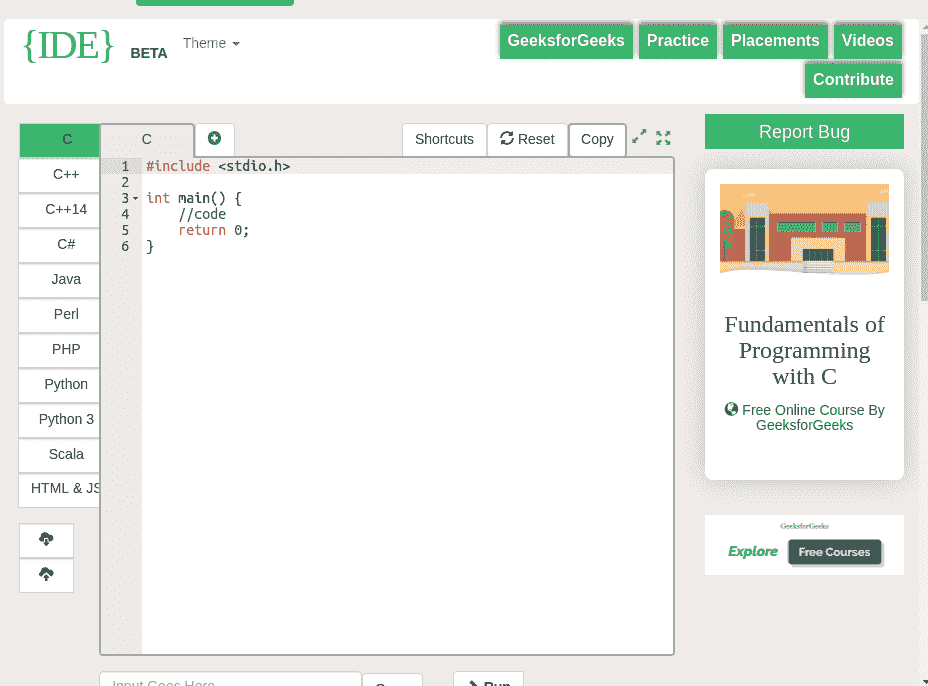 {IDE} BETA Theme
GeeksforGeeks Practice Placements Videos
Contribute
C
C++
C++14
C#
Java
Perl
PHP
Python
Python 3
Scala
HTML & JS
C
Shortcuts Reset Copy
1 #include <stdio.h>
2
3 int main() {
4 //code
5 return 0;
6 }
Input Goes Here
Run
Report Bug
Fundamentals of
Programming
with C
Free Online Course By
GeeksforGeeks
GeeksforGeeks
Explore Free Courses